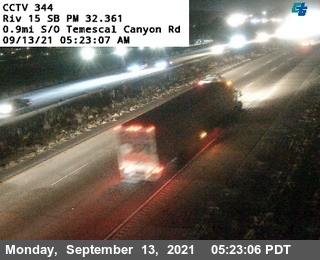 CCTV 344
Riv 15 SB PM 32.361
0.9mi S/O Temescal Canyon Rd
09/13/21 05:23:07 AM
Monday, September 13, 2021 05:23:06 PDT